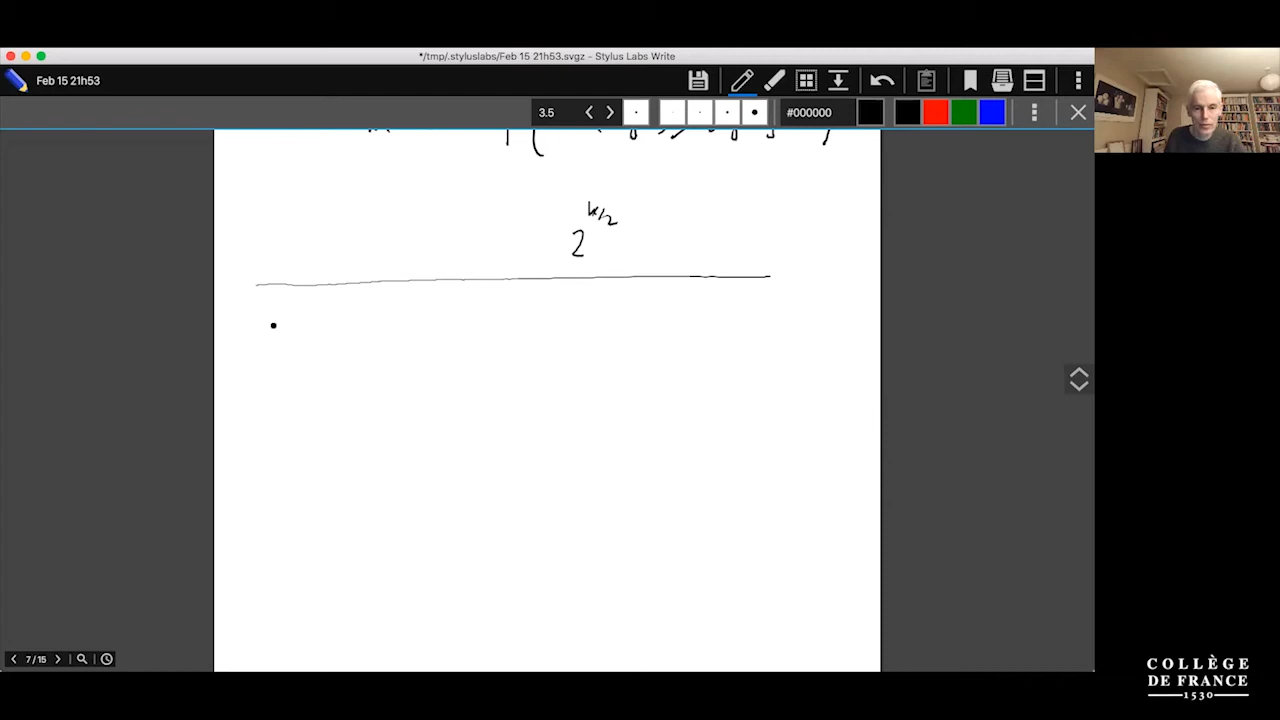 */tmp/.styluslabs/Feb 15 21h53.svgz - Stylus Labs Write
Feb 15 21h53
3.5
#000000
2^{k/2}
7/15
COLLÈGE
DE FRANCE
1530